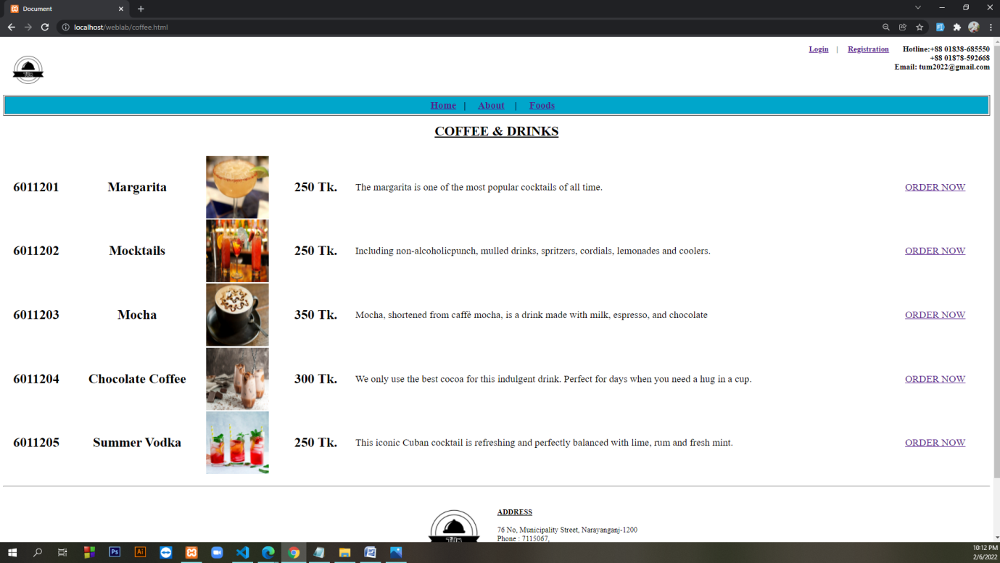 Document
localhost/weblab/coffee.html
Login | Registration Hotline:+88 01838-685550
+88 01878-592668
Email: tum2022@gmail.com
Home | About | Foods
COFFEE & DRINKS
6011201 Margarita 250 Tk. The margarita is one of the most popular cocktails of all time. ORDER NOW
6011202 Mocktails 250 Tk. Including non-alcoholicpunch, mulled drinks, spritzers, cordials, lemonades and coolers. ORDER NOW
6011203 Mocha 350 Tk. Mocha, shortened from caffè mocha, is a drink made with milk, espresso, and chocolate ORDER NOW
6011204 Chocolate Coffee 300 Tk. We only use the best cocoa for this indulgent drink. Perfect for days when you need a hug in a cup. ORDER NOW
6011205 Summer Vodka 250 Tk. This iconic Cuban cocktail is refreshing and perfectly balanced with lime, rum and fresh mint. ORDER NOW
ADDRESS
76 No, Municipality Street, Narayanganj-1200
Phone : 7115067,
Ps
Ai
10:12 PM
2/6/2022